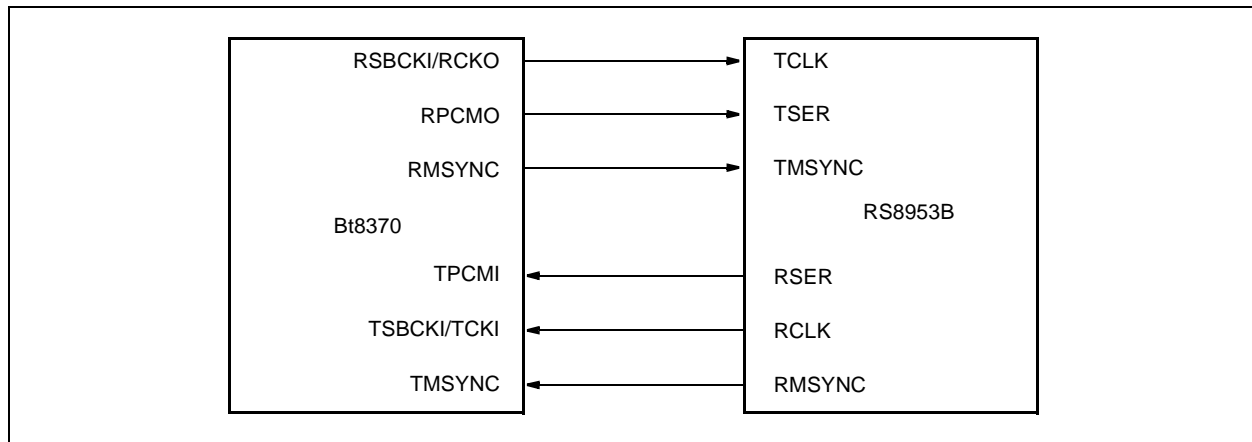 RSBCKI/RCKO TCLK
RPCMO TSER
RMSYNC TMSYNC
RS8953B
Bt8370
TPCMI RSER
TSBCKI/TCKI RCLK
TMSYNC RMSYNC